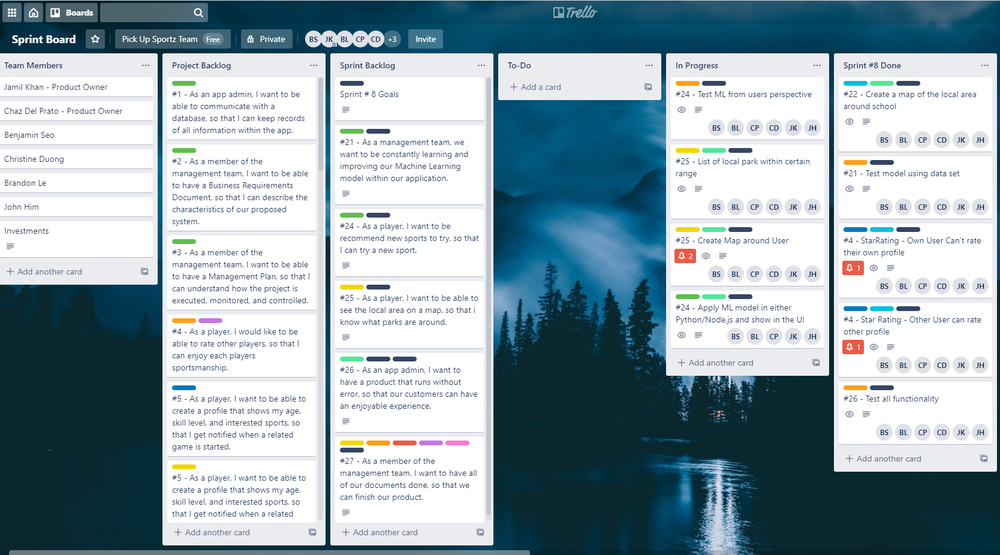 Boards
Trello
Sprint Board
Pick Up Sportz Team Free
Private
BS JK BL CP CD +3
Invite
Team Members
Jamil Khan - Product Owner
Chaz Del Prato - Product Owner
Benjamin Seo
Christine Duong
Brandon Le
John Him
Investments
+ Add another card
Project Backlog
#1 - As an app admin, I want to be
able to communicate with a
database, so that I can keep records
of all information within the app.
#2 - As a member of the
management team, I want to be able
to have a Business Requirements
Document, so that I can describe the
characteristics of our proposed
system.
#3 - As a member of the
management team, I want to be able
to have a Management Plan, so that I
can understand how the project is
executed, monitored, and controlled.
#4 - As a player, I would like to be
able to rate other players, so that I
can enjoy each players
sportsmanship.
#5 - As a player, I want to be able to
create a profile that shows my age,
skill level, and interested sports, so
that I get notified when a related
game is started.
#5 - As a player, I want to be able to
create a profile that shows my age,
skill level, and interested sports, so
that I get notified when a related
+ Add another card
Sprint Backlog
Sprint # 8 Goals
#21 - As a management team, we
want to be constantly learning and
improving our Machine Learning
model within our application.
#24 - As a player, I want to be
recommend new sports to try, so that
I can try a new sport.
#25 - As a player, I want to be able to
see the local area on a map, so that i
know what parks are around.
#26 - As an app admin, I want to
have a product that runs without
error, so that our customers can have
an enjoyable experience.
#27 - As a member of the
management team, I want to have all
of our documents done, so that we
can finish our product.
+ Add another card
To-Do
+ Add a card
In Progress
#24 - Test ML from users perspective
BS BL CP CD JK JH
#25 - List of local park within certain
range
BS BL CP CD JK JH
#25 - Create Map around User
2
BS BL CP CD JK JH
#24 - Apply ML model in either
Python/Node.js and show in the UI
BS BL CP JK JH
+ Add another card
Sprint #8 Done
#22 - Create a map of the local area
around school
BS BL CP CD JK JH
#21 - Test model using data set
BS BL CP CD JK JH
#4 - StarRating - Own User Can't rate
their own profile
1
BS BL CP CD JK JH
#4 - Star Rating - Other User can rate
other profile
1
BS BL CP CD JK JH
#26 - Test all functionality
BS BL CP CD JK JH
+ Add another card